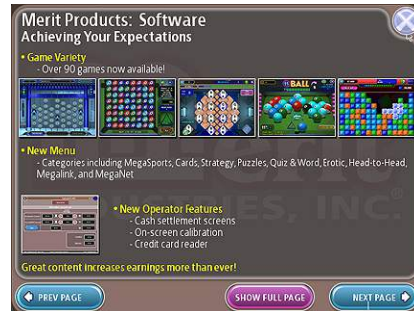 Merit Products: Software
Achieving Your Expectations
• Game Variety
- Over 90 games now available!
BALL
• New Menu
- Categories including MegaSports, Cards, Strategy, Puzzles, Quiz & Word, Erotic, Head-to-Head,
Megalink, and MegaNet
• New Operator Features
- Cash settlement screens
- On-screen calibration
- Credit card reader
Great content increases earnings more than ever!
PREV PAGE
SHOW FULL PAGE
NEXT PAGE